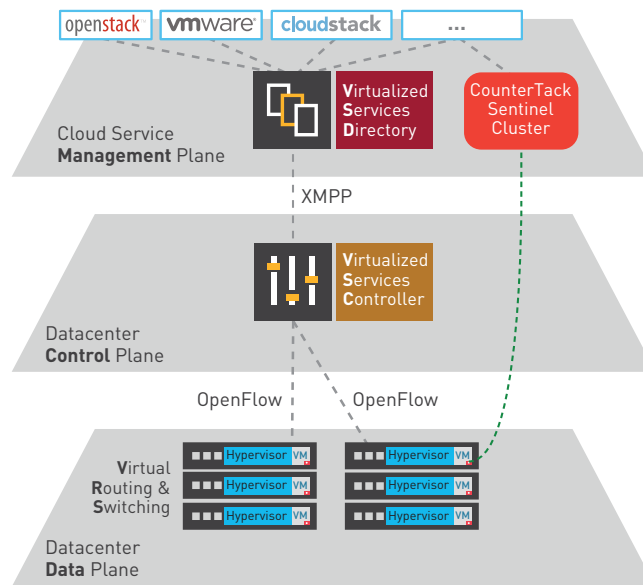 openstack
vmware
cloudstack
...
Virtualized
Services
Directory
CounterTack
Sentinel
Cluster
Cloud Service
Management Plane
XMPP
Virtualized
Services
Controller
Datacenter
Control Plane
OpenFlow
OpenFlow
Virtual
Routing &
Switching
Hypervisor VM
Hypervisor VM
Hypervisor VM
Hypervisor VM
Hypervisor VM
Hypervisor VM
Datacenter
Data Plane